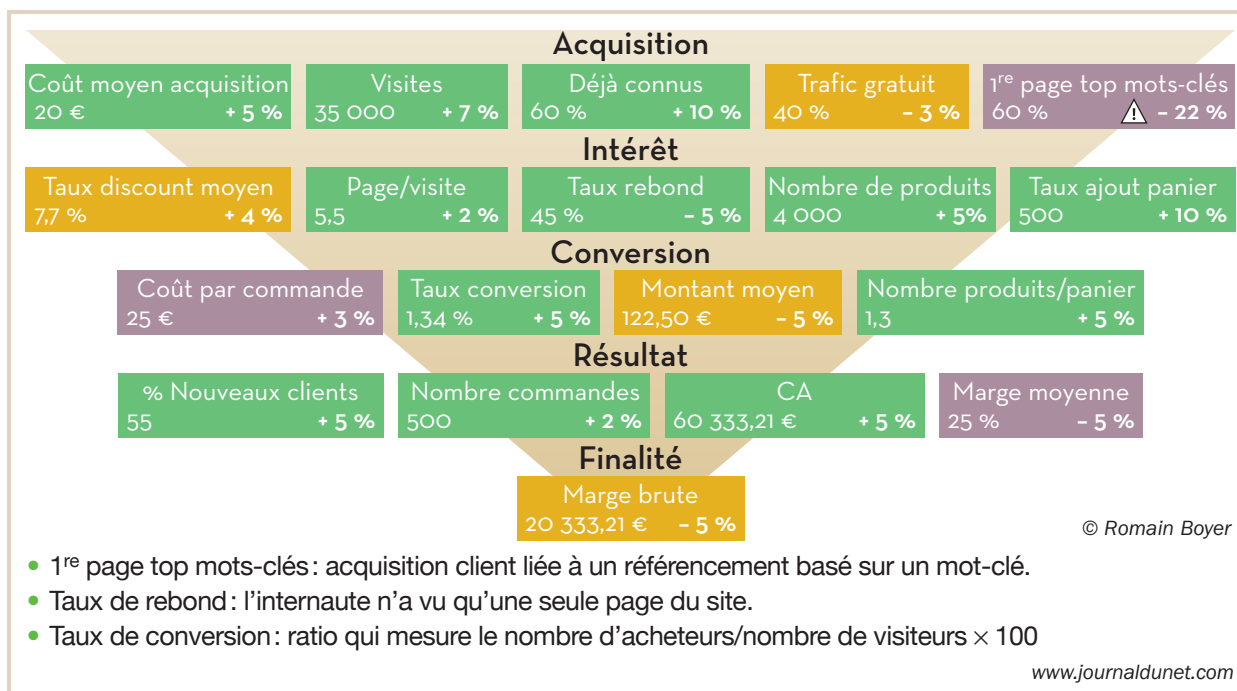 Acquisition
Coût moyen acquisition Visites Déjà connus Trafic gratuit 1re page top mots-clés
20 € + 5 % 35 000 + 7 % 60 % + 10 % 40 % – 3 % 60 % ! – 22 %
Intérêt
Taux discount moyen Page/visite Taux rebond Nombre de produits Taux ajout panier
7,7 % + 4 % 5,5 + 2 % 45 % – 5 % 4 000 + 5% 500 + 10 %
Conversion
Coût par commande Taux conversion Montant moyen Nombre produits/panier
25 € + 3 % 1,34 % + 5 % 122,50 € – 5 % 1,3 + 5 %
Résultat
% Nouveaux clients Nombre commandes CA Marge moyenne
55 + 5 % 500 + 2 % 60 333,21 € + 5 % 25 % – 5 %
Finalité
Marge brute
20 333,21 € – 5 %
© Romain Boyer
• 1re page top mots-clés : acquisition client liée à un référencement basé sur un mot-clé.
• Taux de rebond : l'internaute n'a vu qu'une seule page du site.
• Taux de conversion : ratio qui mesure le nombre d'acheteurs/nombre de visiteurs × 100
www.journaldunet.com